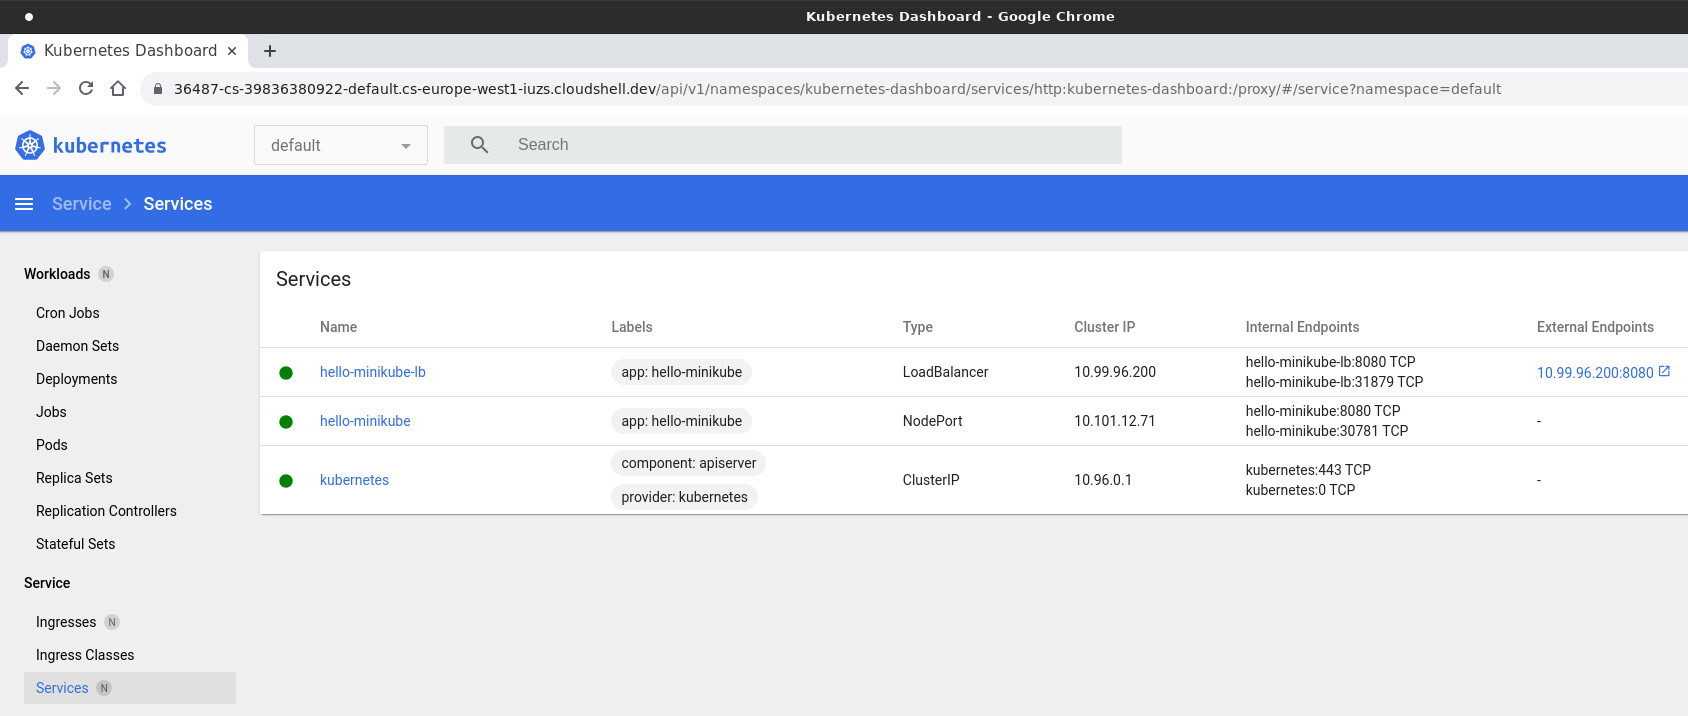 Kubernetes Dashboard - Google Chrome
Kubernetes Dashboard
36487-cs-39836380922-default.cs-europe-west1-iuzs.cloudshell.dev/api/v1/namespaces/kubernetes-dashboard/services/http:kubernetes-dashboard:/proxy/#/service?namespace=default
kubernetes
default
Search
Service > Services
Workloads N
Cron Jobs
Daemon Sets
Deployments
Jobs
Pods
Replica Sets
Replication Controllers
Stateful Sets
Service
Ingresses N
Ingress Classes
Services N
Services
Name Labels Type Cluster IP Internal Endpoints External Endpoints
hello-minikube-lb app: hello-minikube LoadBalancer 10.99.96.200 hello-minikube-lb:8080 TCP 10.99.96.200:8080
hello-minikube-lb:31879 TCP
hello-minikube app: hello-minikube NodePort 10.101.12.71 hello-minikube:8080 TCP -
hello-minikube:30781 TCP
kubernetes component: apiserver ClusterIP 10.96.0.1 kubernetes:443 TCP -
provider: kubernetes kubernetes:0 TCP